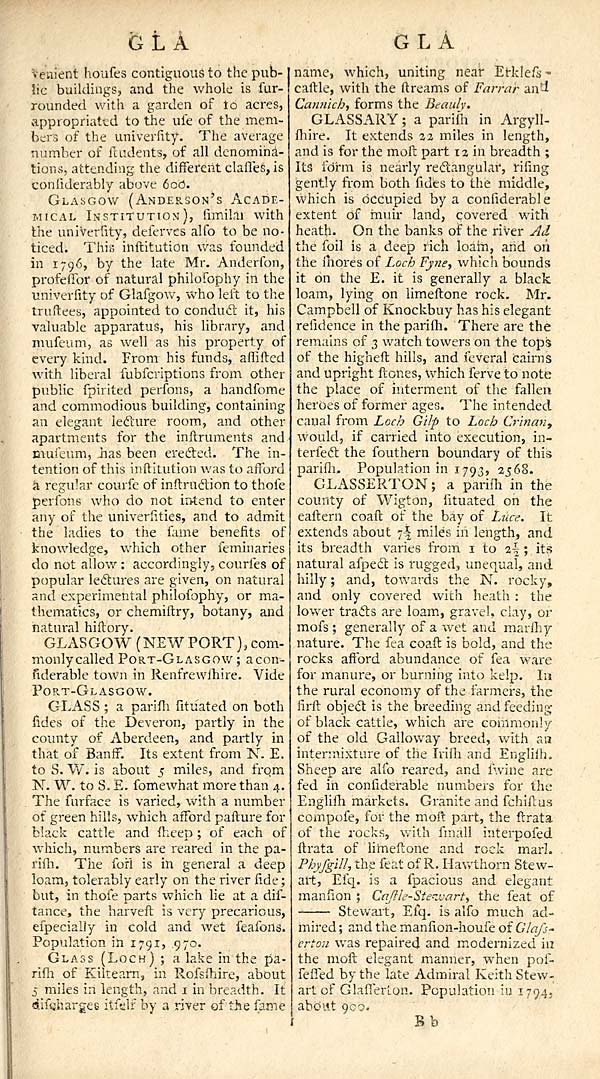 GLA
venient houſes contiguous to the pub-
lic buildings, and the whole is ſur-
rounded with a garden of 10 acres,
appropriated to the uſe of the mem-
bers of the univerſity. The average
number of ſtudents, of all denomina-
tions, attending the different claſſes, is
conſiderably above 600.
GLASGOW (ANDERSON'S ACADE-
MICAL INSTITUTION), ſimilar with
the univerſity, deſerves alſo to be no-
ticed. This inſtitution was founded
in 1796, by the late Mr. Anderſon,
profeſſor of natural philoſophy in the
univerſity of Glaſgow, who left to the
truſtees, appointed to conduct it, his
valuable apparatus, his library, and
muſeum, as well as his property of
every kind. From his funds, aſſiſted
with liberal ſubſcriptions from other
public ſpirited perſons, a handſome
and commodious building, containing
an elegant lecture room, and other
apartments for the inſtruments and
muſeum, has been erected. The in-
tention of this inſtitution was to afford
a regular courſe of inſtruction to thoſe
perſons who do not intend to enter
any of the univerſities, and to admit
the ladies to the ſame benefits of
knowledge, which other ſeminaries
do not allow: accordingly, courſes of
popular lectures are given, on natural
and experimental philoſophy, or ma-
thematics, or chemiſtry, botany, and
natural hiſtory.
GLASGOW (NEW PORT), com-
monly called PORT-GLASGOW; a con-
ſiderable town in Renfrewſhire. Vide
PORT-GLASGOW.
GLASS; a pariſh ſituated on both
ſides of the Deveron, partly in the
county of Aberdeen, and partly in
that of Banff. Its extent from N. E.
to S. W. is about 5 miles, and from
N. W. to S. E. ſomewhat more than 4.
The ſurface is varied, with a number
of green hills, which afford paſture for
black cattle and ſheep; of each of
which, numbers are reared in the pa-
riſh. The ſoil is in general a deep
loam, tolerably early on the river ſide;
but, in thoſe parts which lie at a diſ-
tance, the harveſt is very precarious,
eſpecially in cold and wet ſeaſons.
Population in 1791, 970.
GLASS (LOCH); a lake in the pa-
riſh of Kiltearn, in Roſsſhire, about
5 miles in length, and 1 in breadth. It
diſcharges itſelf by a river of the ſame
GLA
name, which, uniting near Erkleſs-
caſtle, with the ſtreams of Farrar and
Cannich, forms the Beauly.
GLASSARY; a pariſh in Argyll-
ſhire. It extends 22 miles in length,
and is for the moſt part 12 in breadth;
Its form is nearly rectangular, riſing
gently from both ſides to the middle,
which is occupied by a conſiderable
extent of muir land, covered with
heath. On the banks of the river Ad
the ſoil is a deep rich loam, and on
the ſhores of Loch Fyne, which bounds
it on the E. it is generally a black
loam, lying on limeſtone rock. Mr.
Campbell of Knockbuy has his elegant
reſidence in the pariſh. There are the
remains of 3 watch towers on the tops
of the higheſt hills, and ſeveral cairns
and upright ſtones, which ſerve to note
the place of interment of the fallen
heroes of former ages. The intended
canal from Loch Gilp to Loch Crinan,
would, if carried into execution, in-
terſect the ſouthern boundary of this
pariſh. Population in 1793, 2568.
GLASSERTON; a pariſh in the
county of Wigton, ſituated on the
eaſtern coaſt of the bay of Luce. It
extends about 7½ miles in length, and
its breadth varies from 1 to 2½; its
natural aſpect is rugged, unequal, and
hilly; and, towards the N. rocky,
and only covered with heath: the
lower tracts are loam, gravel, clay, or
moſs; generally of a wet and marſhy
nature. The ſea coaſt is bold, and the
rocks afford abundance of ſea ware
for manure, or burning into kelp. In
the rural economy of the farmers, the
firſt object is the breeding and feeding
of black cattle, which are commonly
of the old Galloway breed, with an
intermixture of the Iriſh and Engliſh.
Sheep are alſo reared, and ſwine are
fed in conſiderable numbers for the
Engliſh markets. Granite and ſchiſtus
compoſe, for the moſt part, the ſtrata
of the rocks, with ſmall interpoſed
ſtrata of limeſtone and rock marl.
Phyſgill, the ſeat of R. Hawthorn Stew-
art, Eſq. is a ſpacious and elegant
manſion; Caſtle-Stewart, the ſeat of
—— Stewart, Eſq. is alſo much ad-
mired; and the manſion-houſe of Glaſs-
erton was repaired and modernized in
the moſt elegant manner, when poſ-
ſeſſed by the late Admiral Keith Stew-
art of Glaſſerton. Population in 1794,
about 900.
B b